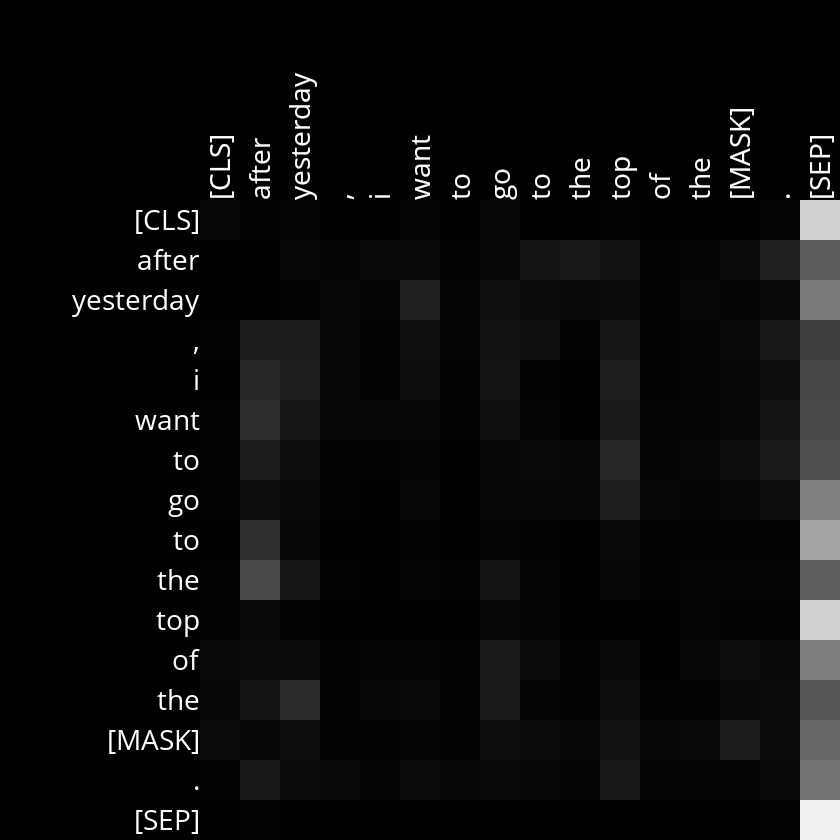 [CLS] after yesterday , i want to go to the top of the [MASK] . [SEP]
[CLS]
after
yesterday
,
i
want
to
go
to
the
top
of
the
[MASK]
.
[SEP]